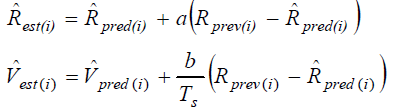 R̂est(i) = R̂pred(i) + a(Rprev(i) − R̂pred(i))
V̂est(i) = V̂pred(i) + b/Ts(Rprev(i) − R̂pred(i))